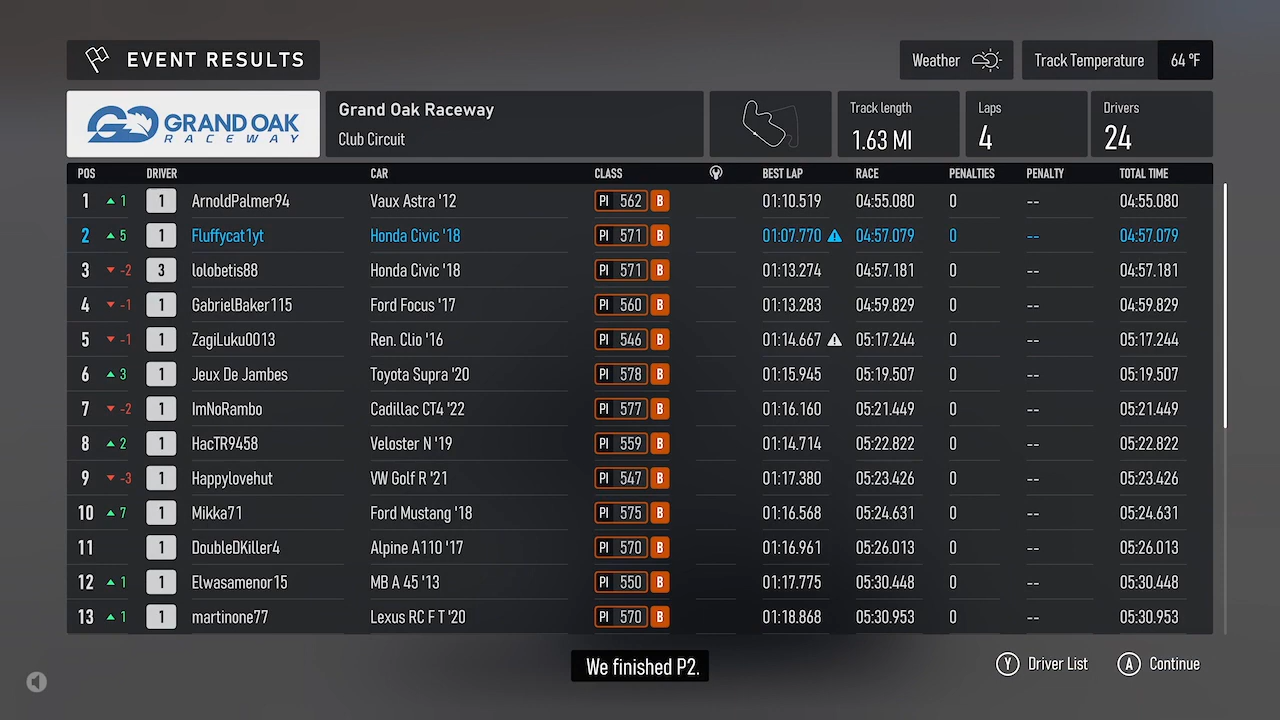 EVENT RESULTS
Weather
Track Temperature 64 °F
GRAND OAK
RACEWAY
Grand Oak Raceway
Club Circuit
Track length
1.63 MI
Laps
4
Drivers
24
POS DRIVER CAR CLASS BEST LAP RACE PENALTIES PENALTY TOTAL TIME
1 ▲ 1 1 ArnoldPalmer94 Vaux Astra '12 PI 562 B 01:10.519 04:55.080 0 -- 04:55.080
2 ▲ 5 1 Fluffycat1yt Honda Civic '18 PI 571 B 01:07.770 04:57.079 0 -- 04:57.079
3 ▼ -2 3 lolobetis88 Honda Civic '18 PI 571 B 01:13.274 04:57.181 0 -- 04:57.181
4 ▼ -1 1 GabrielBaker115 Ford Focus '17 PI 560 B 01:13.283 04:59.829 0 -- 04:59.829
5 ▼ -1 1 ZagiLuku0013 Ren. Clio '16 PI 546 B 01:14.667 05:17.244 0 -- 05:17.244
6 ▲ 3 1 Jeux De Jambes Toyota Supra '20 PI 578 B 01:15.945 05:19.507 0 -- 05:19.507
7 ▼ -2 1 ImNoRambo Cadillac CT4 '22 PI 577 B 01:16.160 05:21.449 0 -- 05:21.449
8 ▲ 2 1 HacTR9458 Veloster N '19 PI 559 B 01:14.714 05:22.822 0 -- 05:22.822
9 ▼ -3 1 Happylovehut VW Golf R '21 PI 547 B 01:17.380 05:23.426 0 -- 05:23.426
10 ▲ 7 1 Mikka71 Ford Mustang '18 PI 575 B 01:16.568 05:24.631 0 -- 05:24.631
11 1 DoubleDKiller4 Alpine A110 '17 PI 570 B 01:16.961 05:26.013 0 -- 05:26.013
12 ▲ 1 1 Elwasamenor15 MB A 45 '13 PI 550 B 01:17.775 05:30.448 0 -- 05:30.448
13 ▲ 1 1 martinone77 Lexus RC F T '20 PI 570 B 01:18.868 05:30.953 0 -- 05:30.953
We finished P2.
Y Driver List A Continue